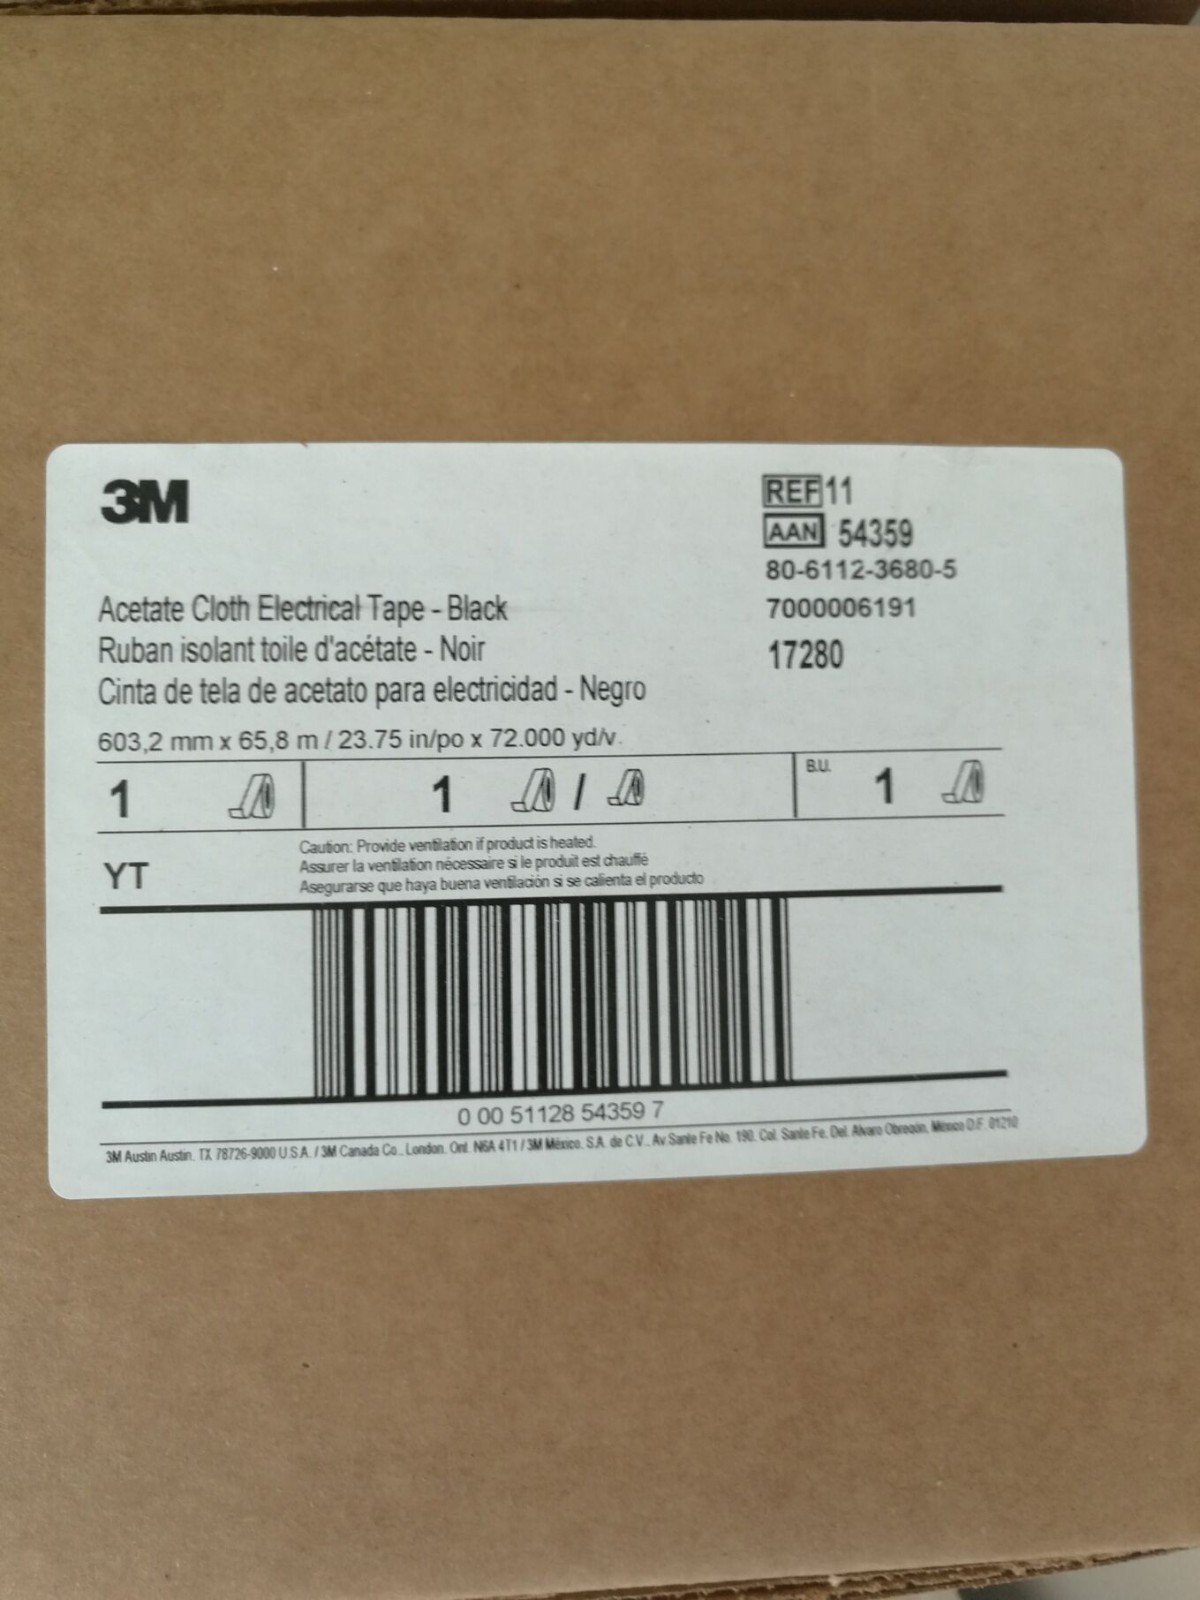 3M
REF 11
AAN 54359
80-6112-3680-5
7000006191
17280
Acetate Cloth Electrical Tape - Black
Ruban isolant toile d'acétate - Noir
Cinta de tela de acetato para electricidad - Negro
603,2 mm x 65,8 m / 23.75 in/po x 72.000 yd/v.
1 1 / B.U. 1
YT
Caution: Provide ventilation if product is heated.
Assurer la ventilation nécessaire si le produit est chauffé
Asegurarse que haya buena ventilación si se calienta el producto
0 00 51128 54359 7
3M Austin Austin, TX 78726-9000 U.S.A. / 3M Canada Co., London, Ont. N6A 4T1 / 3M México, S.A. de C.V., Av. Sante Fe No. 190, Col. Sante Fe, Del. Alvaro Obregón, México D.F. 01210